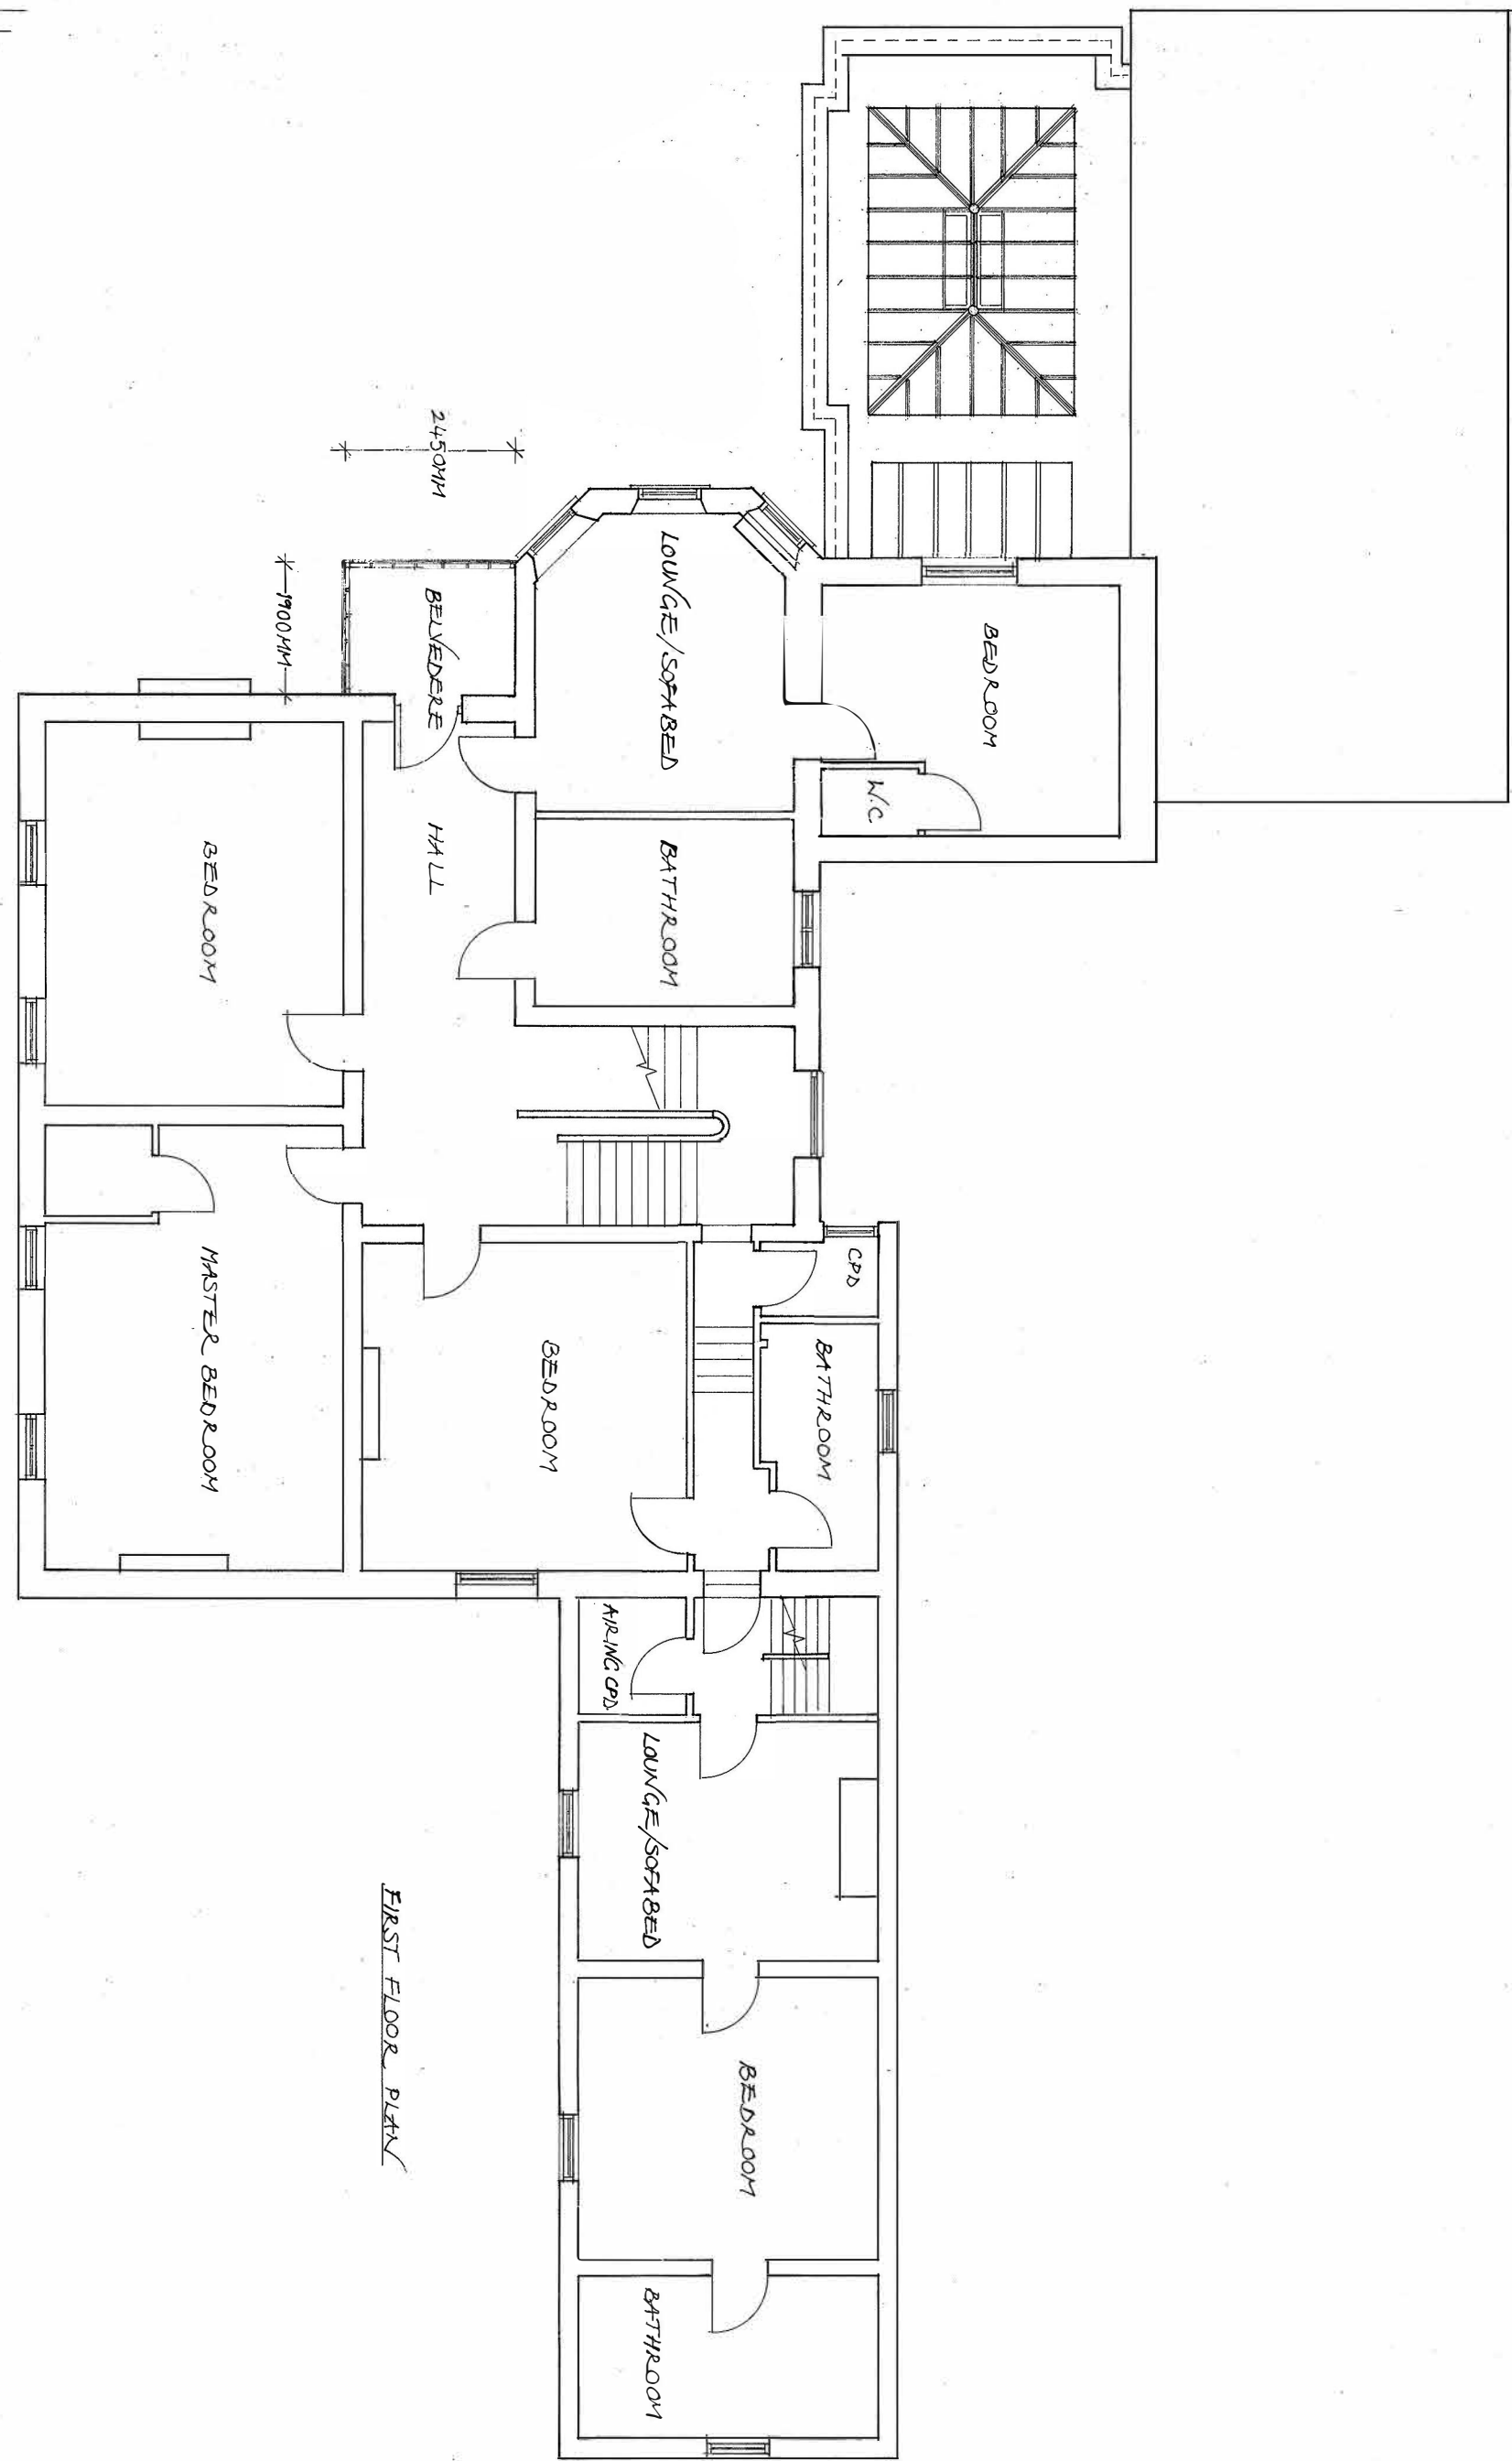 BEDROOM
W.C
LOUNGE/SOFABED
BELVEDERE
2450MM
1900MM
HALL
BATHROOM
BEDROOM
CPD
BATHROOM
BEDROOM
MASTER BEDROOM
AIRING CPD.
LOUNGE/SOFABED
BEDROOM
BATHROOM
FIRST FLOOR PLAN